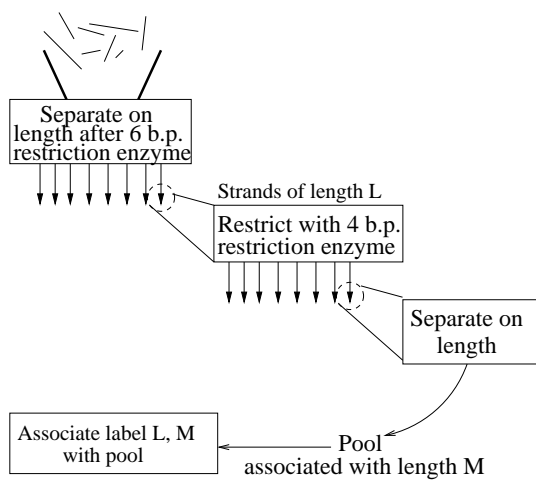 Separate on
length after 6 b.p.
restriction enzyme
Strands of length L
Restrict with 4 b.p.
restriction enzyme
Separate on
length
Associate label L, M
with pool
Pool
associated with length M